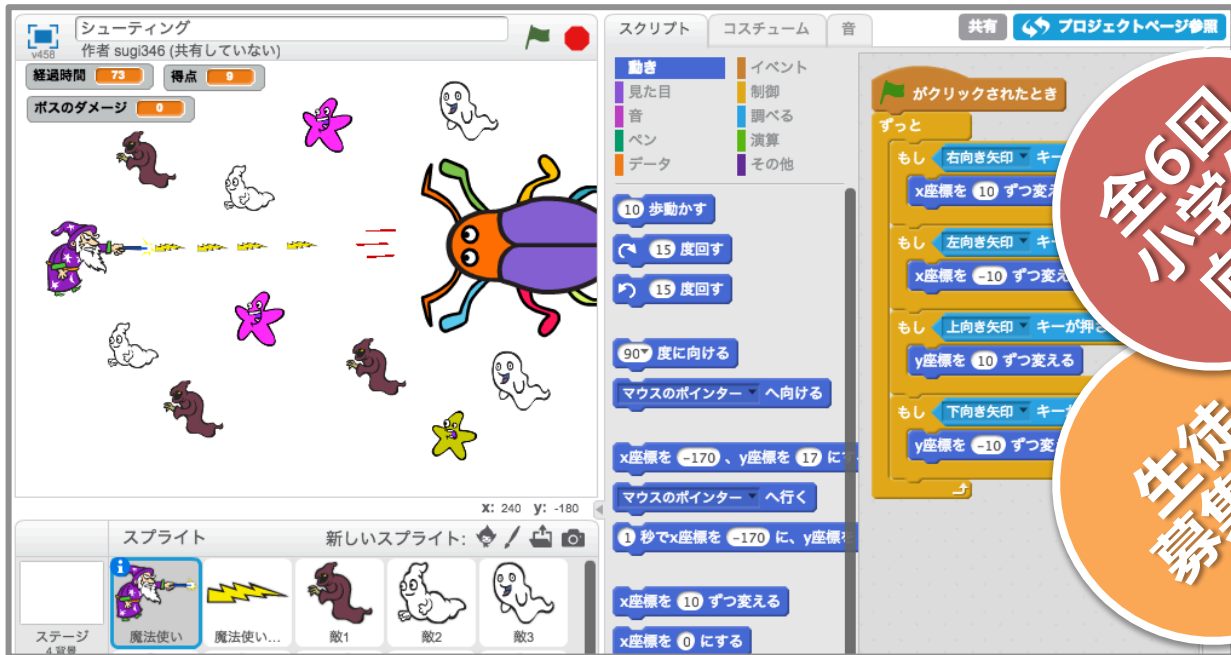 シューティング
作者 sugi346 (共有していない)
v458
経過時間 73
得点 9
ボスのダメージ 0
x: 240 y: -180
スプライト
新しいスプライト:
ステージ
4 背景
魔法使い
魔法使い...
敵1
敵2
敵3
スクリプト
コスチューム
音
共有
プロジェクトページ参照
動き
見た目
音
ペン
データ
イベント
制御
調べる
演算
その他
10 歩動かす
15 度回す
15 度回す
90▼ 度に向ける
マウスのポインター へ向ける
x座標を -170 、y座標を 17 に
マウスのポインター へ行く
1 秒でx座標を -170 に、y座標
x座標を 10 ずつ変える
x座標を 0 にする
がクリックされたとき
ずっと
もし 右向き矢印 キー
x座標を 10 ずつ変
もし 左向き矢印 キー
x座標を -10 ずつ変え
もし 上向き矢印 キーが押さ
y座標を 10 ずつ変える
もし 下向き矢印 キー
y座標を -10 ずつ変
全6回
小学
生徒
募集